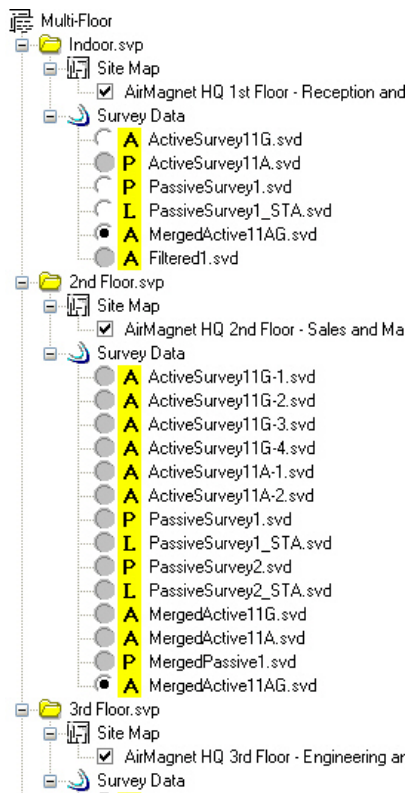 Multi-Floor
Indoor.svp
Site Map
AirMagnet HQ 1st Floor - Reception and
Survey Data
A ActiveSurvey11G.svd
P ActiveSurvey11A.svd
P PassiveSurvey1.svd
L PassiveSurvey1_STA.svd
A MergedActive11AG.svd
A Filtered1.svd
2nd Floor.svp
Site Map
AirMagnet HQ 2nd Floor - Sales and Ma
Survey Data
A ActiveSurvey11G-1.svd
A ActiveSurvey11G-2.svd
A ActiveSurvey11G-3.svd
A ActiveSurvey11G-4.svd
A ActiveSurvey11A-1.svd
A ActiveSurvey11A-2.svd
P PassiveSurvey1.svd
L PassiveSurvey1_STA.svd
P PassiveSurvey2.svd
L PassiveSurvey2_STA.svd
A MergedActive11G.svd
A MergedActive11A.svd
P MergedPassive1.svd
A MergedActive11AG.svd
3rd Floor.svp
Site Map
AirMagnet HQ 3rd Floor - Engineering ar
Survey Data